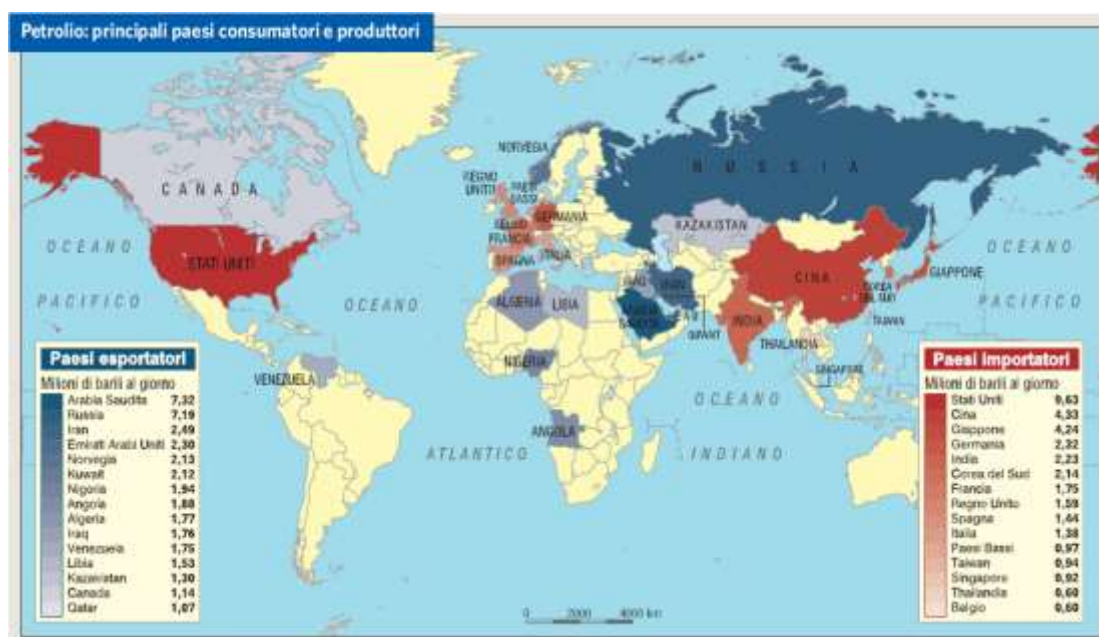 Petrolio: principali paesi consumatori e produttori
NORVEGIA
RUSSIA
CANADA
REGNO
UNITO
PAESI
BASSI
GERMANIA
BELGIO
KAZAKISTAN
FRANCIA
OCEANO
STATI UNITI
SPAGNA
ITALIA
CINA
OCEANO
GIAPPONE
PACIFICO
OCEANO
IRAQ
IRAN
COREA
DEL SUD
PACIFICO
ALGERIA
LIBIA
ARABIA
SAUDITA
E.A.U.
INDIA
TAIWAN
KUWAIT
THAILANDIA
NIGERIA
VENEZUELA
SINGAPORE
OCEANO
ANGOLA
ATLANTICO
INDIANO
Paesi esportatori
Milioni di barili al giorno
Arabia Saudita 7,32
Russia 7,19
Iran 2,49
Emirati Arabi Uniti 2,30
Norvegia 2,13
Kuwait 2,12
Nigeria 1,94
Angola 1,88
Algeria 1,77
Iraq 1,76
Venezuela 1,75
Libia 1,53
Kazakistan 1,30
Canada 1,14
Qatar 1,07
Paesi importatori
Milioni di barili al giorno
Stati Uniti 9,63
Cina 4,33
Giappone 4,24
Germania 2,32
India 2,23
Corea del Sud 2,14
Francia 1,75
Regno Unito 1,59
Spagna 1,44
Italia 1,38
Paesi Bassi 0,97
Taiwan 0,94
Singapore 0,92
Thailandia 0,60
Belgio 0,60
0 2000 4000 km